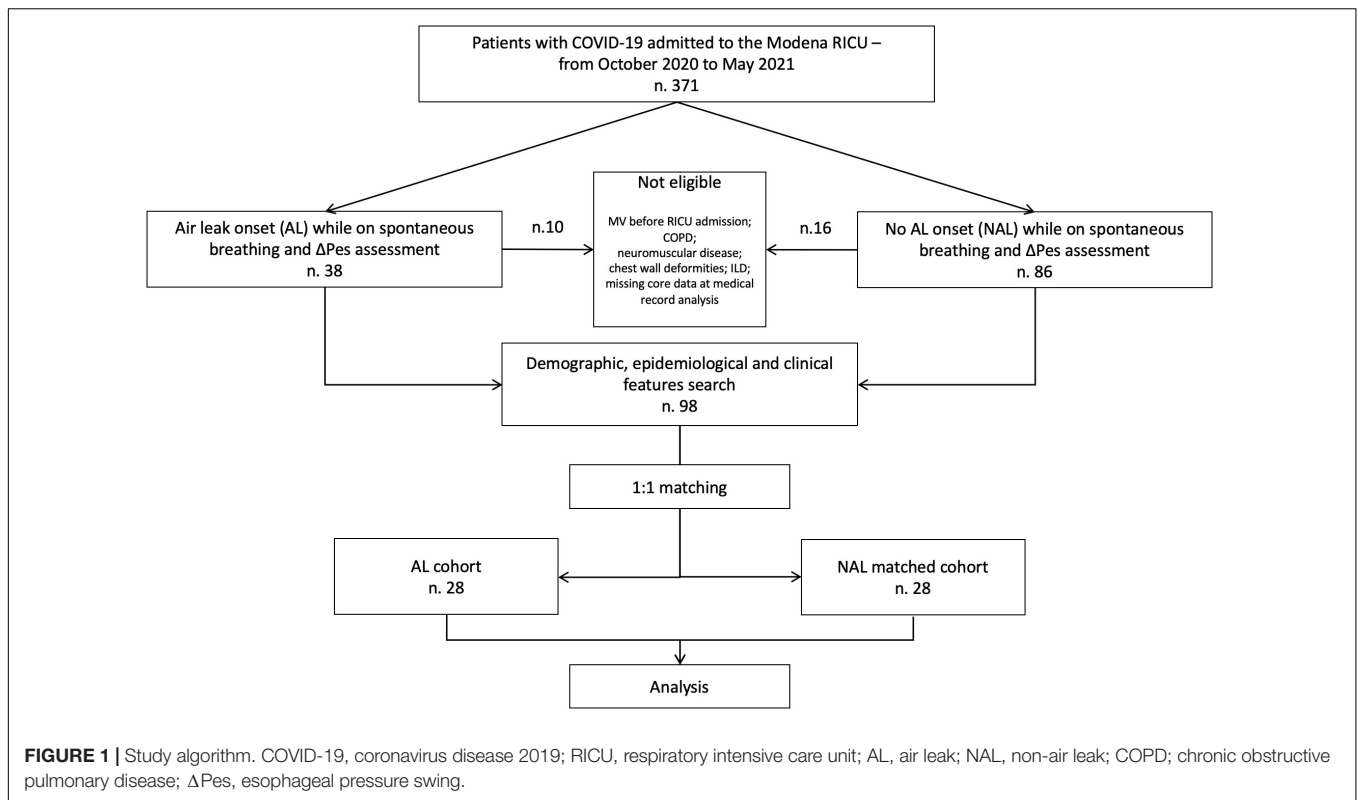 Patients with COVID-19 admitted to the Modena RICU –
from October 2020 to May 2021
n. 371
Air leak onset (AL) while on spontaneous
breathing and ΔPes assessment
n. 38
n.10
Not eligible
MV before RICU admission;
COPD;
neuromuscular disease;
chest wall deformities; ILD;
missing core data at medical
record analysis
n.16
No AL onset (NAL) while on spontaneous
breathing and ΔPes assessment
n. 86
Demographic, epidemiological and clinical
features search
n. 98
1:1 matching
AL cohort
n. 28
NAL matched cohort
n. 28
Analysis
FIGURE 1 | Study algorithm. COVID-19, coronavirus disease 2019; RICU, respiratory intensive care unit; AL, air leak; NAL, non-air leak; COPD; chronic obstructive
pulmonary disease; ΔPes, esophageal pressure swing.